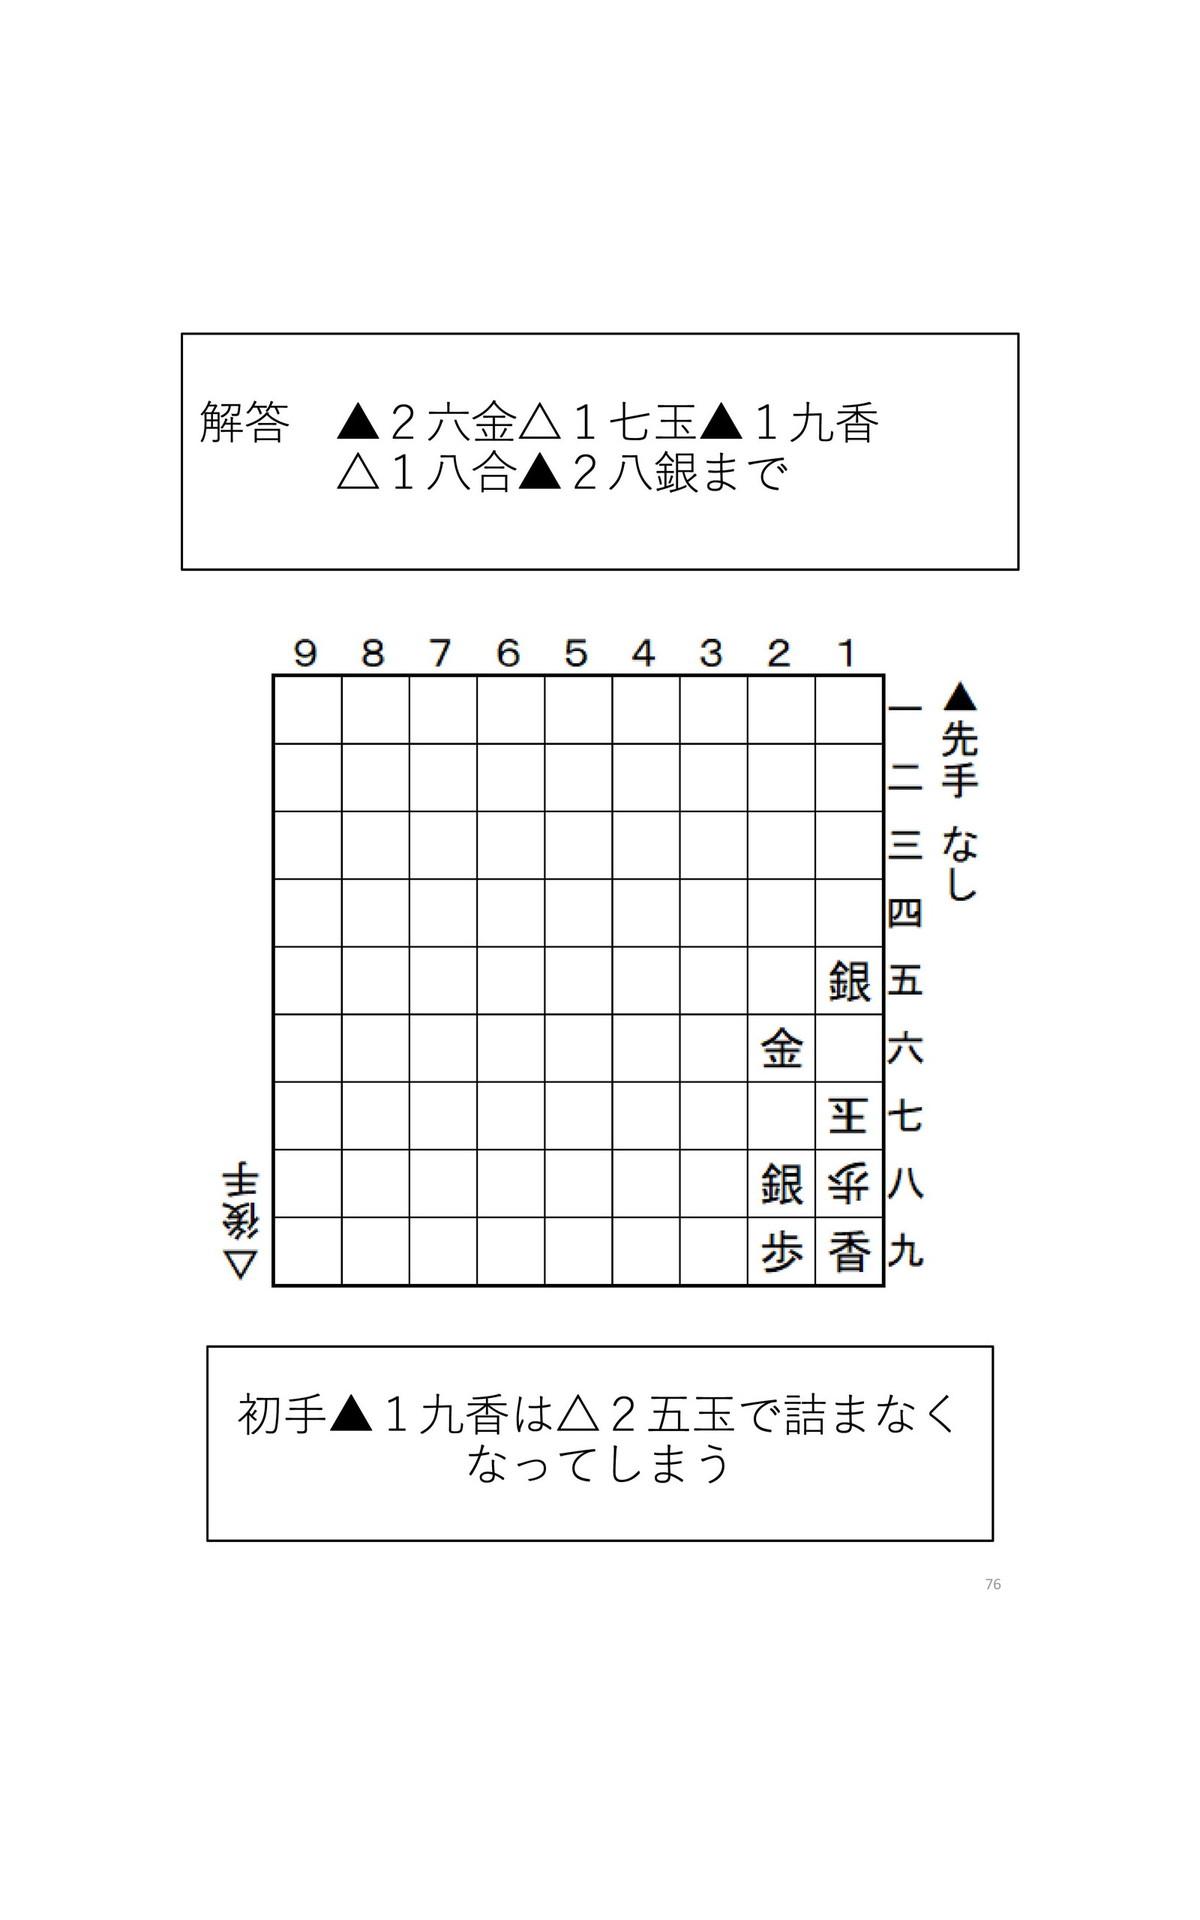 解答　▲２六金△１七玉▲１九香
△１八合▲２八銀まで
9 8 7 6 5 4 3 2 1
一
二
三
四
銀 五
金 六
王 七
銀 歩 八
歩 香 九
▲先手 なし
△後手
初手▲１九香は△２五玉で詰まなく
なってしまう
76